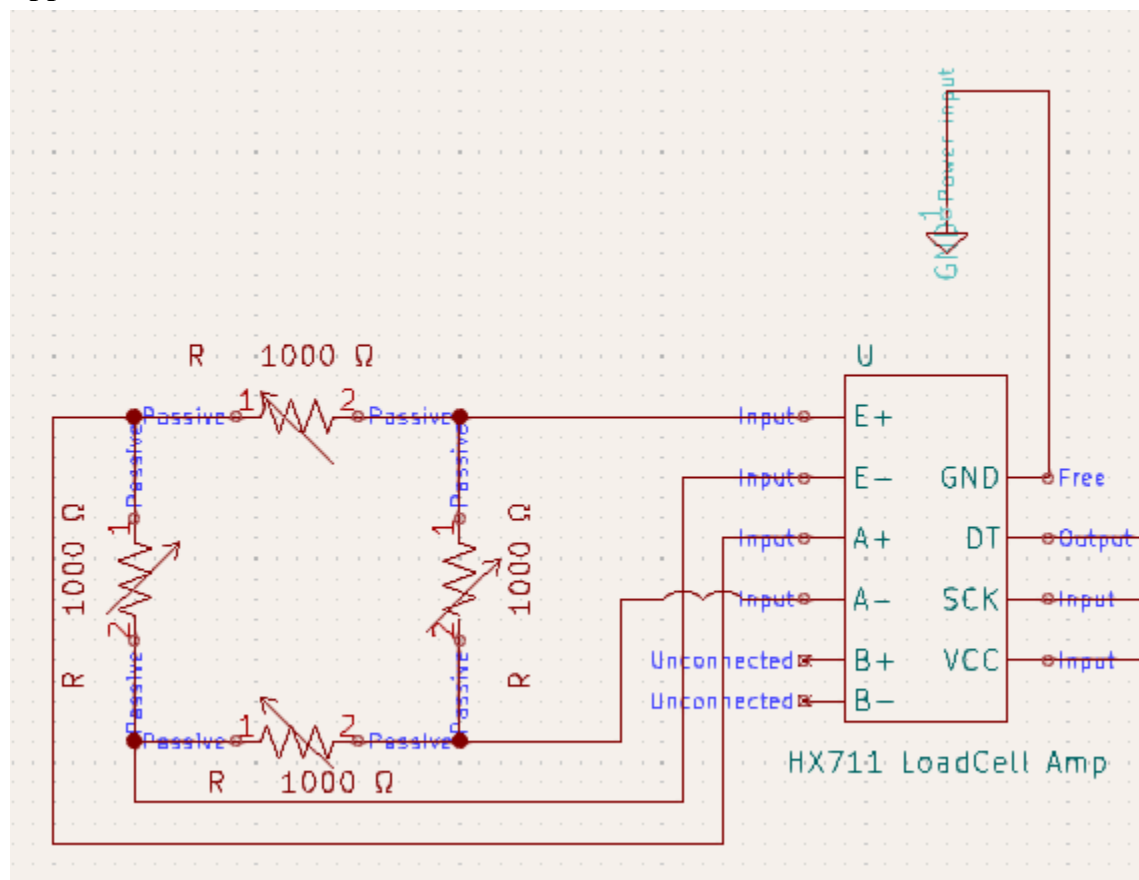 Power input
1
GND
R 1000 Ω
U
Passive 1 2 Passive
Input E+
Passive
Passive
Input E- GND Free
1000 Ω
1
1
1000 Ω
Input A+ DT Output
Input A- SCK Input
2
2
R
R
Unconnected B+ VCC Input
Passive
Passive
Unconnected B-
Passive 1 2 Passive
R 1000 Ω
HX711 LoadCell Amp